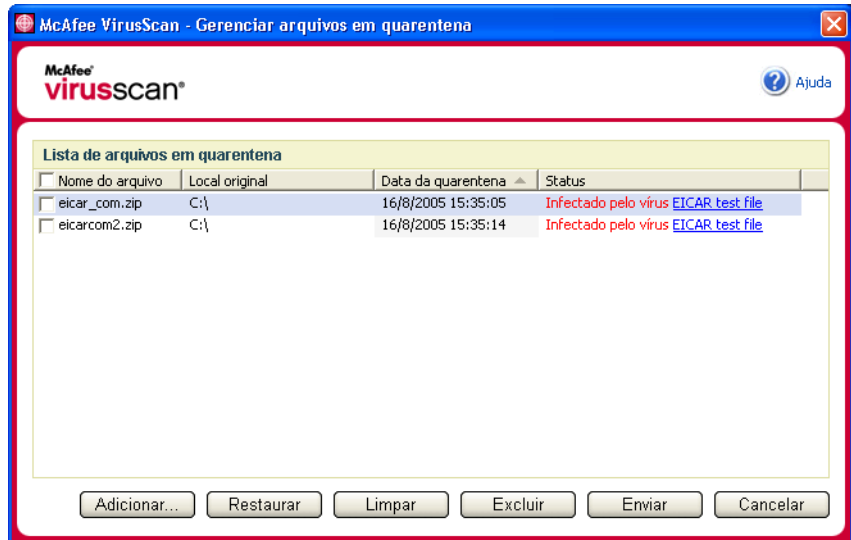 McAfee VirusScan - Gerenciar arquivos em quarentena
McAfee®
virusscan®
Ajuda
Lista de arquivos em quarentena
Nome do arquivo Local original Data da quarentena Status
eicar_com.zip C:\ 16/8/2005 15:35:05 Infectado pelo vírus EICAR test file
eicarcom2.zip C:\ 16/8/2005 15:35:14 Infectado pelo vírus EICAR test file
Adicionar... Restaurar Limpar Excluir Enviar Cancelar